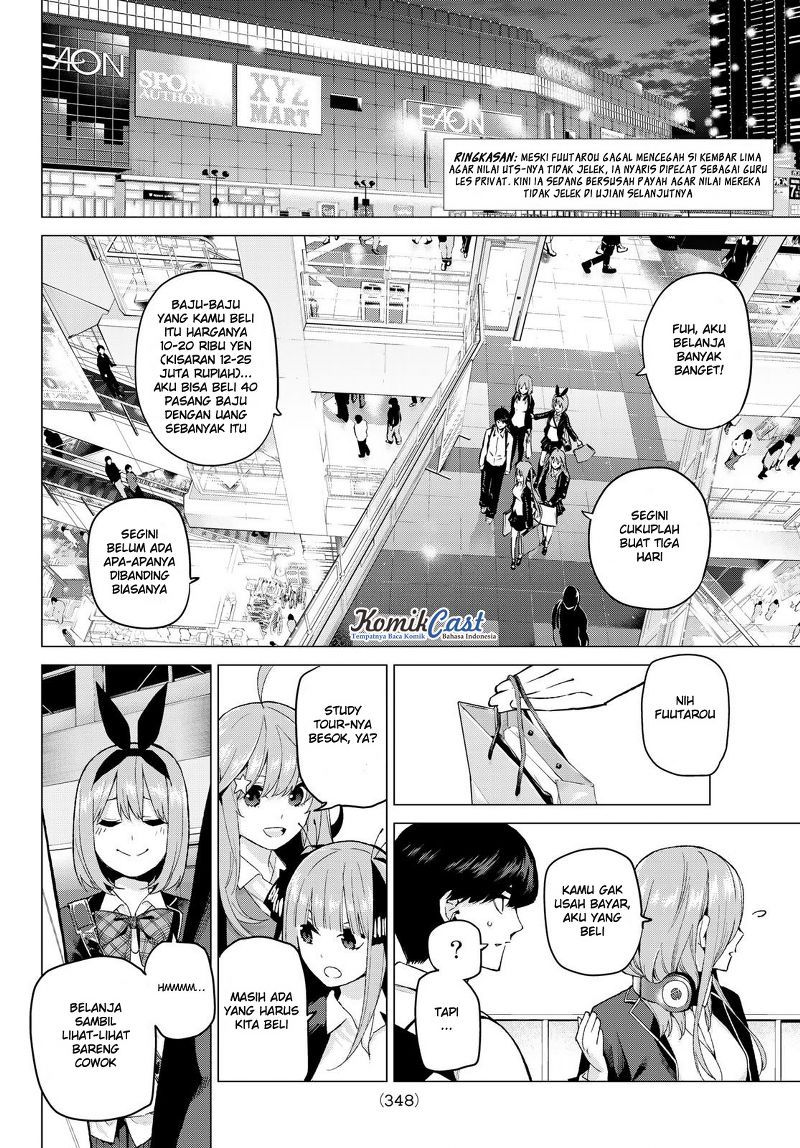 EAON
SPORTS
AUTHORITY
XYZ
MART
EAON
RINGKASAN: MESKI FUUTAROU GAGAL MENCEGAH SI KEMBAR LIMA
AGAR NILAI UTS-NYA TIDAK JELEK, IA NYARIS DIPECAT SEBAGAI GURU
LES PRIVAT. KINI IA SEDANG BERSUSAH PAYAH AGAR NILAI MEREKA
TIDAK JELEK DI UJIAN SELANJUTNYA
FUH, AKU
BELANJA
BANYAK
BANGET!
BAJU-BAJU
YANG KAMU BELI
ITU HARGANYA
10-20 RIBU YEN
(KISARAN 12-25
JUTA RUPIAH)...
AKU BISA BELI 40
PASANG BAJU
DENGAN UANG
SEBANYAK ITU
SEGINI
CUKUPLAH
BUAT TIGA
HARI
SEGINI
BELUM ADA
APA-APANYA
DIBANDING
BIASANYA
KomikCast
Tempatnya Baca Komik Bahasa Indonesia
NIH
FUUTAROU
KAMU GAK
USAH BAYAR,
AKU YANG
BELI
?
TAPI
...
STUDY
TOUR-NYA
BESOK, YA?
MASIH ADA
YANG HARUS
KITA BELI
HMMMM...
BELANJA
SAMBIL
LIHAT-LIHAT
BARENG
COWOK
(348)